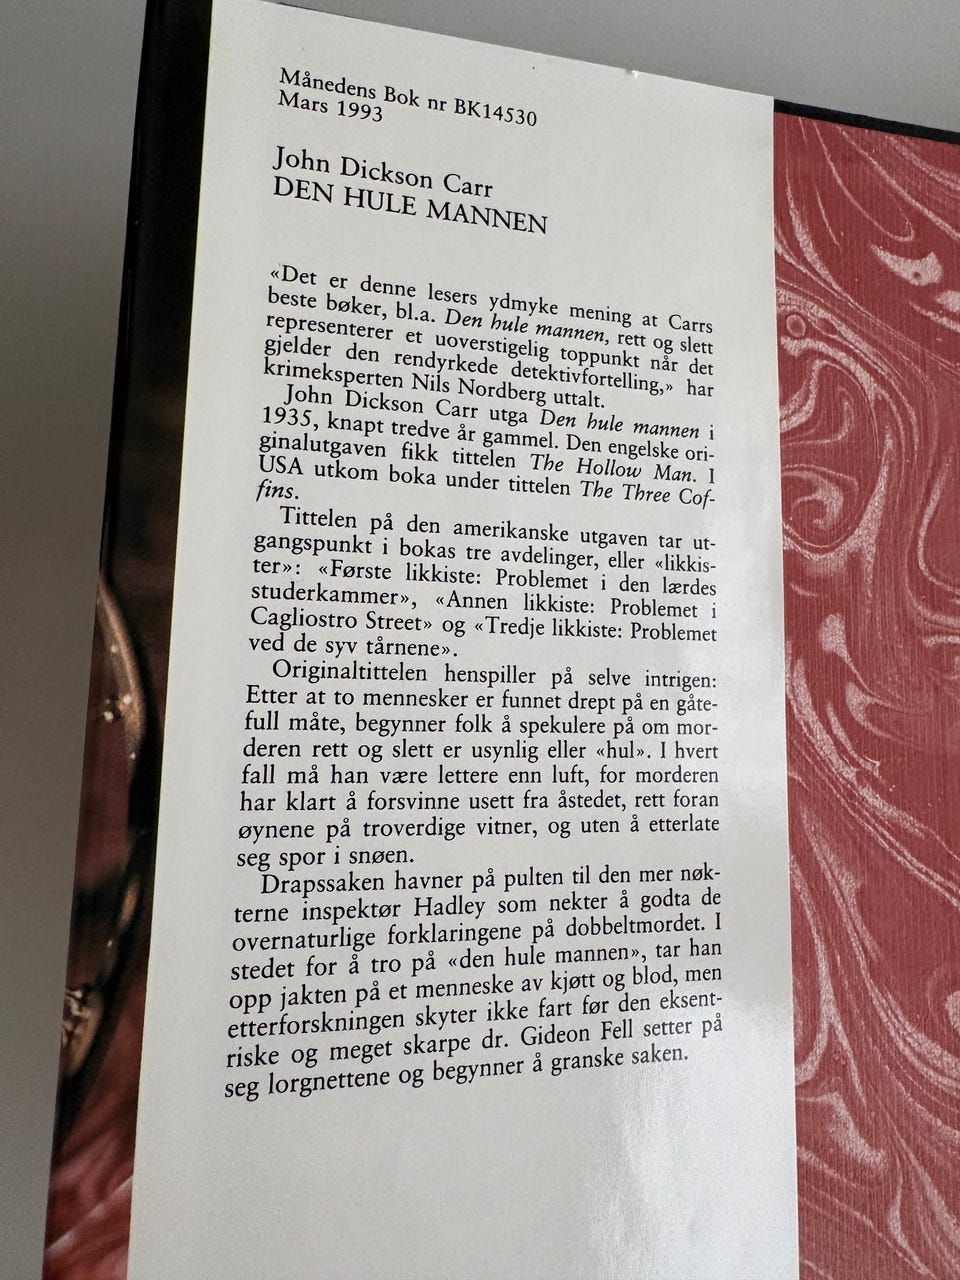 Månedens Bok nr BK14530
Mars 1993
John Dickson Carr
DEN HULE MANNEN
«Det er denne lesers ydmyke mening at Carrs
beste bøker, bl.a. Den hule mannen, rett og slett
representerer et uoverstigelig toppunkt når det
gjelder den rendyrkede detektivfortelling,» har
krimeksperten Nils Nordberg uttalt.
John Dickson Carr utga Den hule mannen i
1935, knapt tredve år gammel. Den engelske ori-
ginalutgaven fikk tittelen The Hollow Man. I
USA utkom boka under tittelen The Three Cof-
fins.
Tittelen på den amerikanske utgaven tar ut-
gangspunkt i bokas tre avdelinger, eller «likkis-
ter»: «Første likkiste: Problemet i den lærdes
studerkammer», «Annen likkiste: Problemet i
Cagliostro Street» og «Tredje likkiste: Problemet
ved de syv tårnene».
Originaltittelen henspiller på selve intrigen:
Etter at to mennesker er funnet drept på en gåte-
full måte, begynner folk å spekulere på om mor-
deren rett og slett er usynlig eller «hul». I hvert
fall må han være lettere enn luft, for morderen
har klart å forsvinne usett fra åstedet, rett foran
øynene på troverdige vitner, og uten å etterlate
seg spor i snøen.
Drapssaken havner på pulten til den mer nøk-
terne inspektør Hadley som nekter å godta de
overnaturlige forklaringene på dobbeltmordet. I
stedet for å tro på «den hule mannen», tar han
opp jakten på et menneske av kjøtt og blod, men
etterforskningen skyter ikke fart før den eksent-
riske og meget skarpe dr. Gideon Fell setter på
seg lorgnettene og begynner å granske saken.